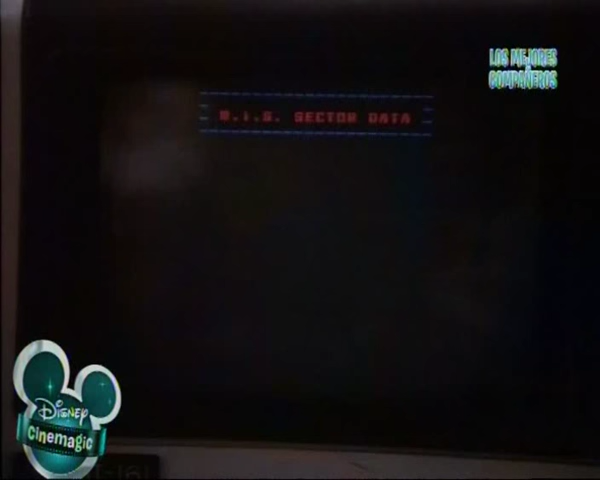 LOS MEJORES
COMPAÑEROS
SECTOR DATA
Disney
Cinemagic